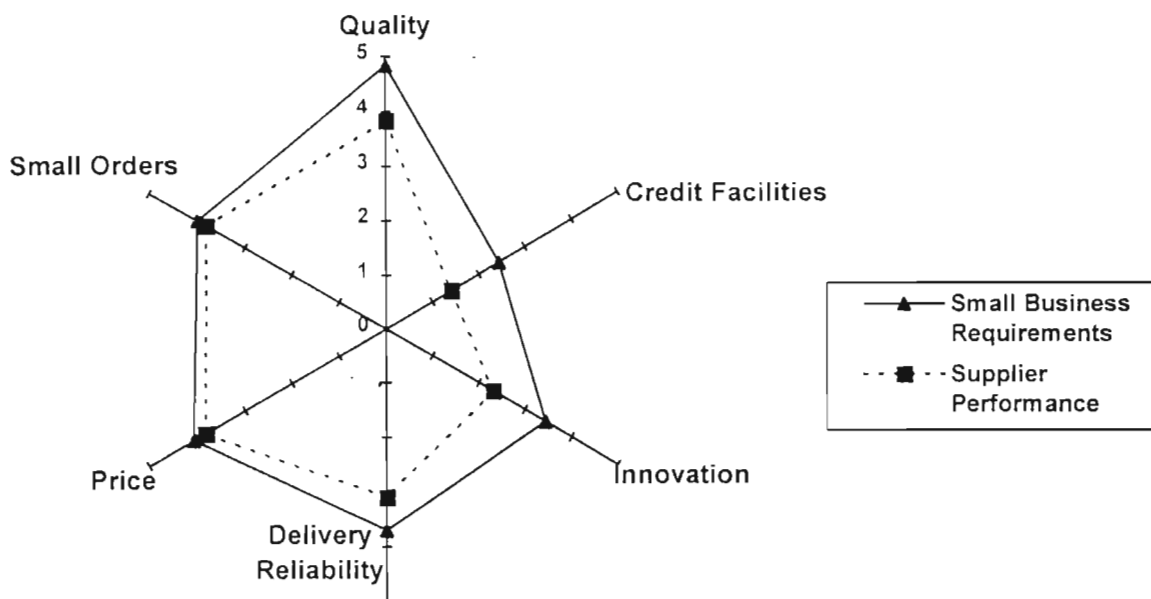 Quality
5
4
3
2
1
0
Small Orders
Credit Facilities
Price
Innovation
Delivery
Reliability
Small Business
Requirements
Supplier
Performance